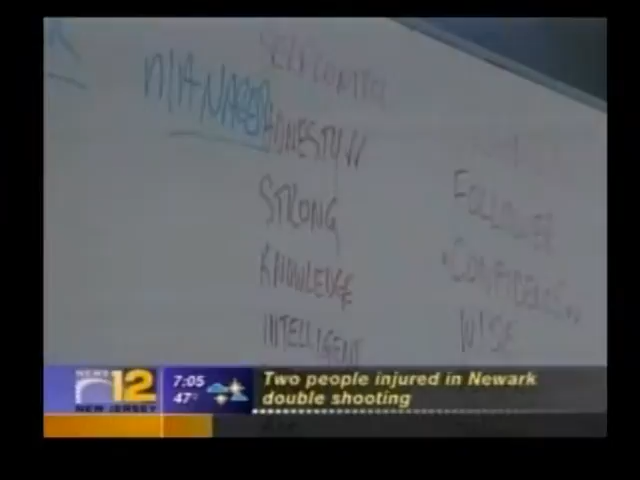 R
SELF CONTROL
MANAGER
HONESTY
STRONG
FOLLOWER
KNOWLEDGE
INTELLIGENT
WISE
NEWS 12
NEW JERSEY
7:05
47°
Two people injured in Newark
double shooting